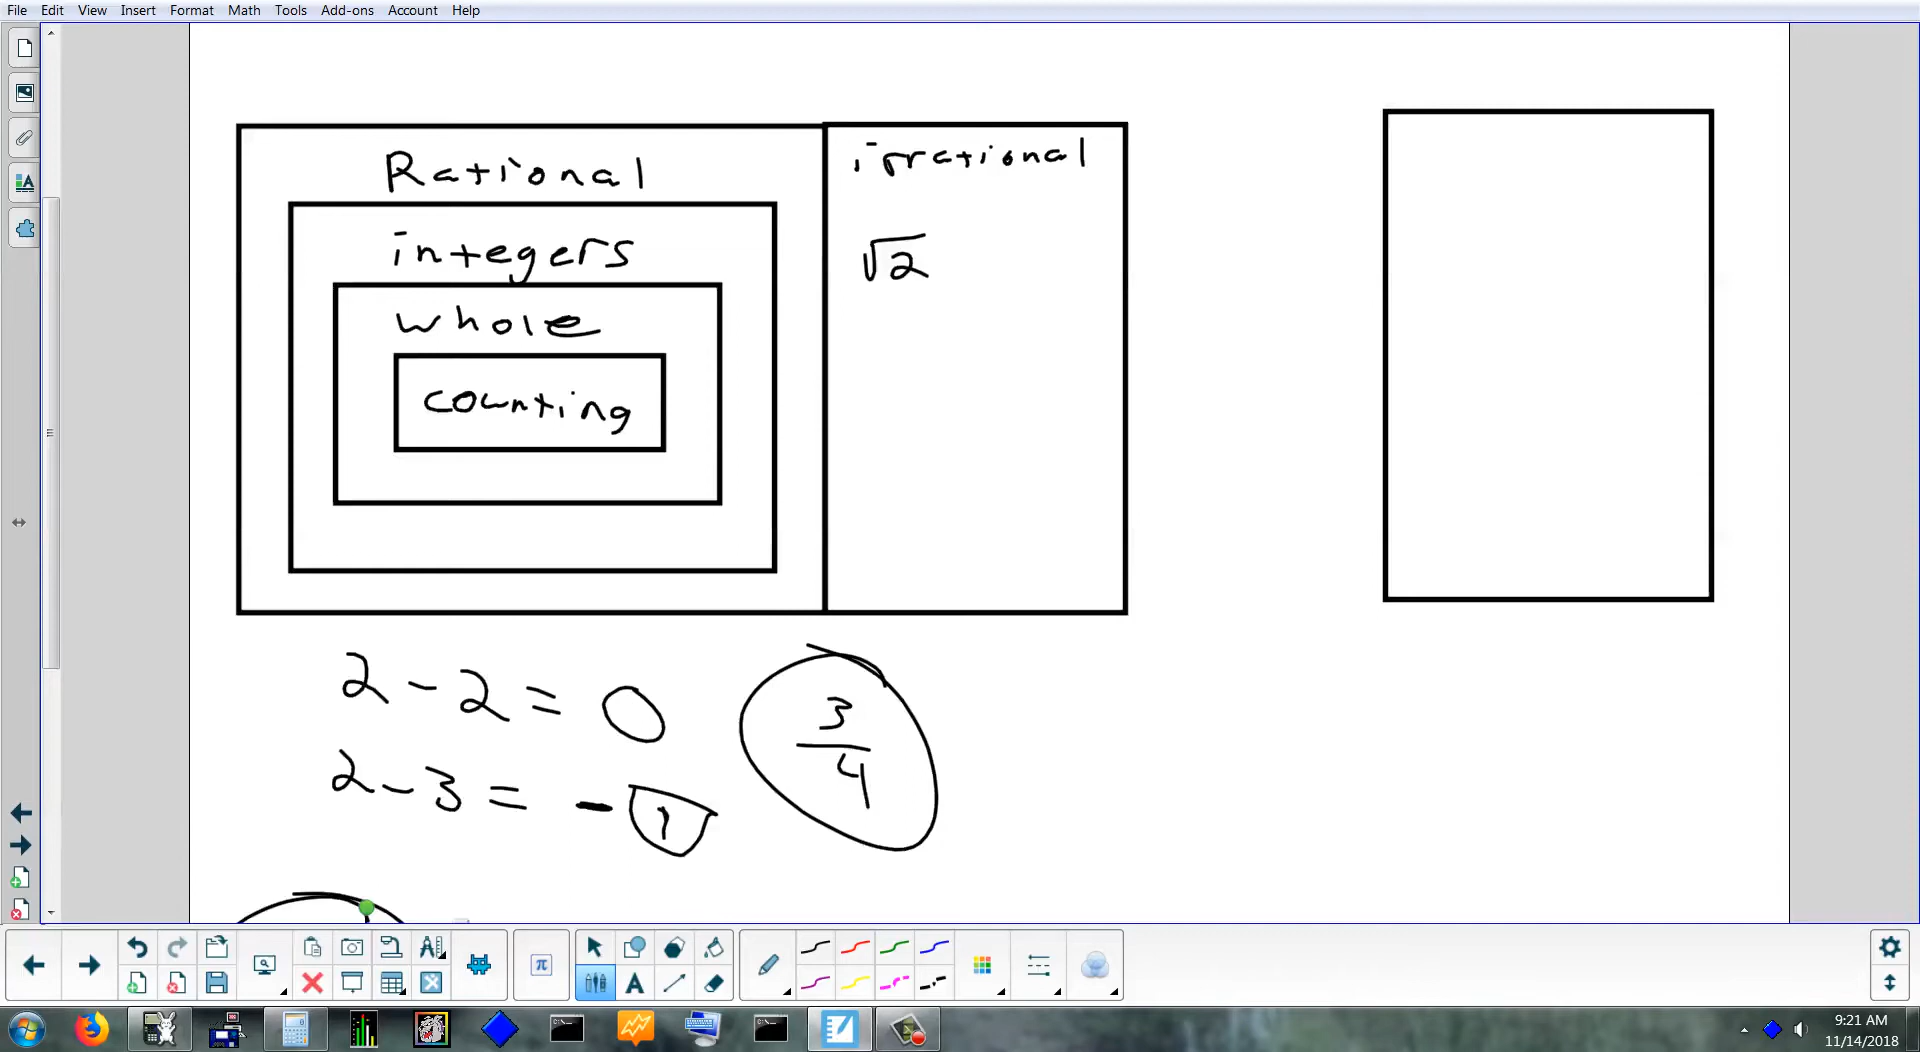 File Edit View Insert Format Math Tools Add-ons Account Help
Rational
irrational
integers
√2
whole
counting
2 - 2 = 0
3
4
2 - 3 = - 1
π
A
9:21 AM
11/14/2018